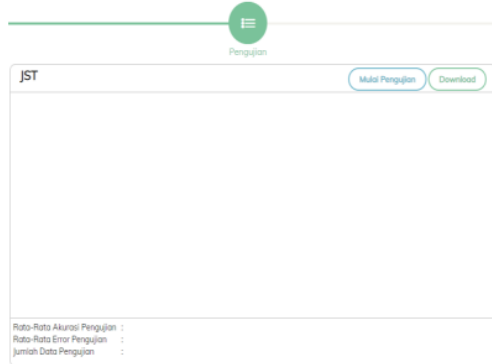 Pengujian
JST
Mulai Pengujian
Download
Rata-Rata Akurasi Pengujian :
Rata-Rata Error Pengujian :
Jumlah Data Pengujian :